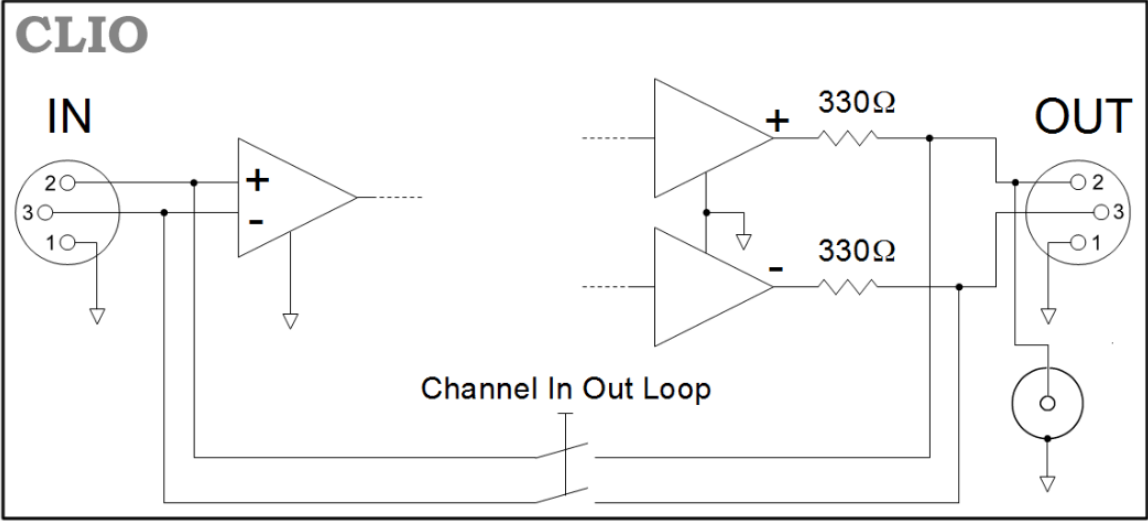 CLIO
IN
OUT
330Ω
+
2
3
1
+
-
2
3
1
330Ω
-
Channel In Out Loop